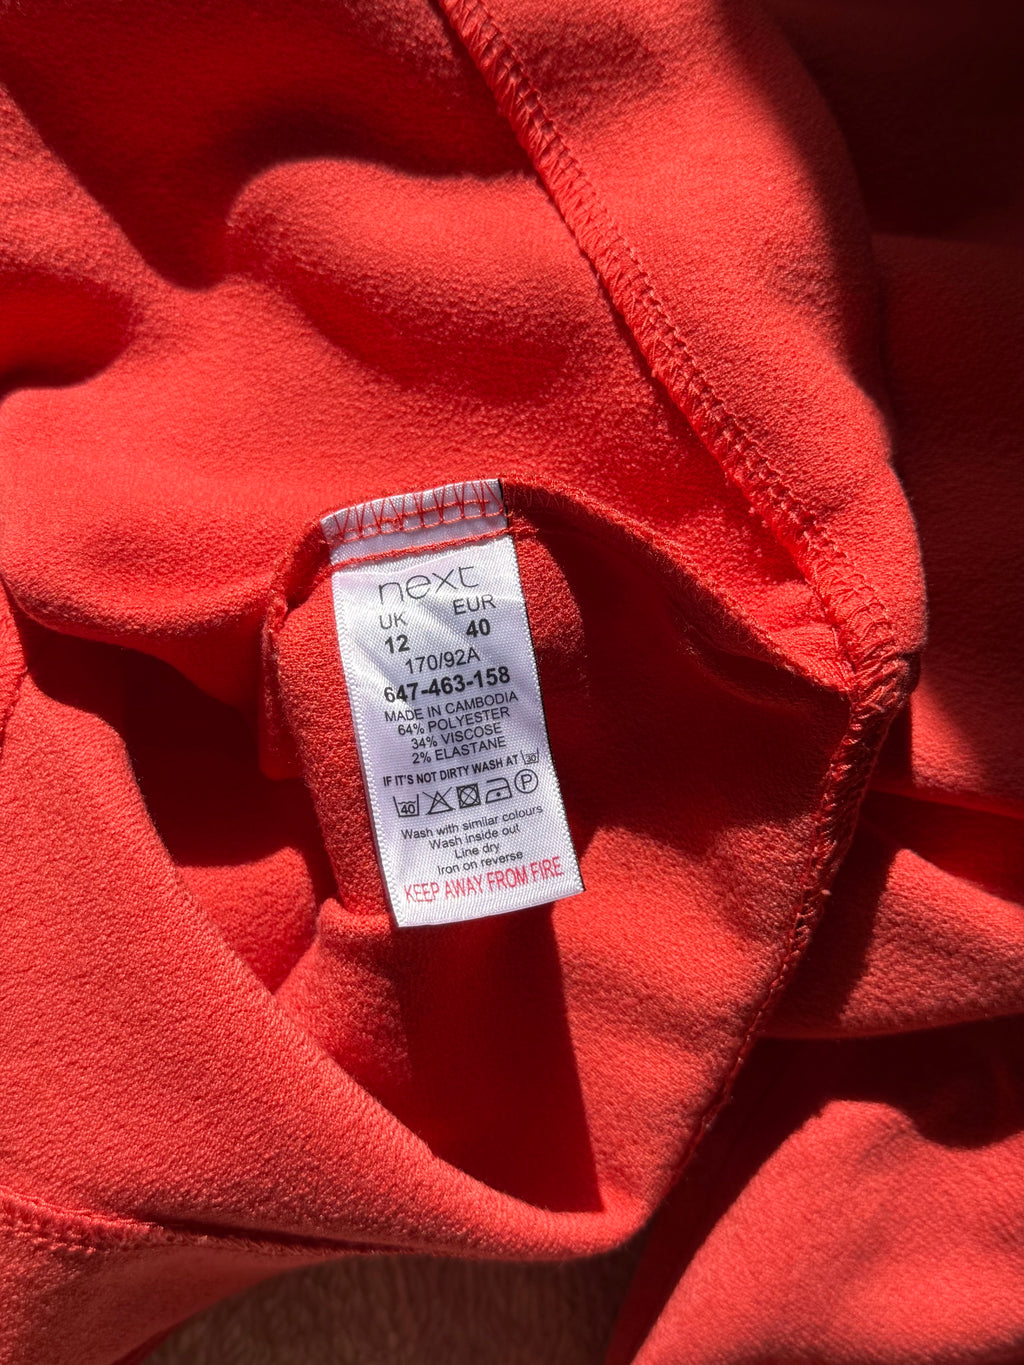 next
UK EUR
12 40
170/92A
647-463-158
MADE IN CAMBODIA
64% POLYESTER
34% VISCOSE
2% ELASTANE
IF IT'S NOT DIRTY WASH AT 30
40 P
Wash with similar colours
Wash inside out
Line dry
Iron on reverse
KEEP AWAY FROM FIRE